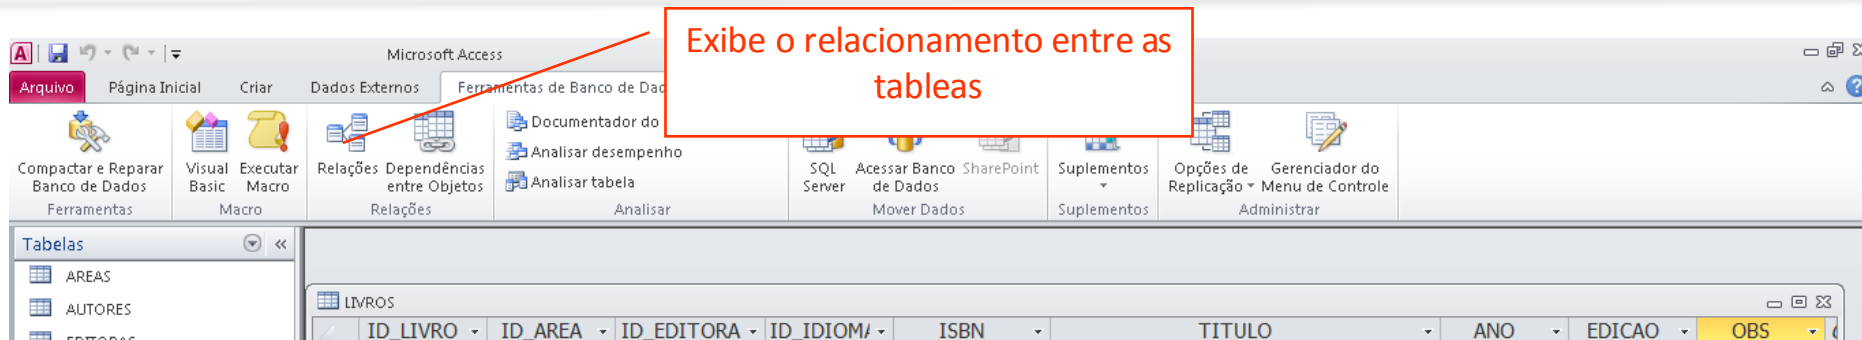 Exibe o relacionamento entre as
tableas
Microsoft Acce
Arquivo Página Inicial Criar Dados Externos Ferramentas de Banco de Dad
Compactar e Reparar
Banco de Dados
Visual
Basic
Executar
Macro
Relações
Dependências
entre Objetos
Documentador do
Analisar desempenho
Analisar tabela
SQL
Server
Acessar Banco
de Dados
SharePoint
Suplementos
Opções de
Replicação
Gerenciador do
Menu de Controle
Ferramentas Macro Relações Analisar Mover Dados Suplementos Administrar
Tabelas
AREAS
AUTORES
EDITORAS
LIVROS
ID_LIVRO ID_AREA ID_EDITORA ID_IDIOMA ISBN TITULO ANO EDICAO OBS